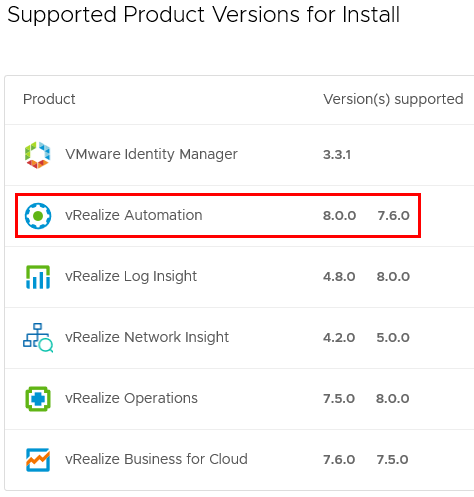 Supported Product Versions for Install
Product Version(s) supported
VMware Identity Manager 3.3.1
vRealize Automation 8.0.0 7.6.0
vRealize Log Insight 4.8.0 8.0.0
vRealize Network Insight 4.2.0 5.0.0
vRealize Operations 7.5.0 8.0.0
vRealize Business for Cloud 7.6.0 7.5.0